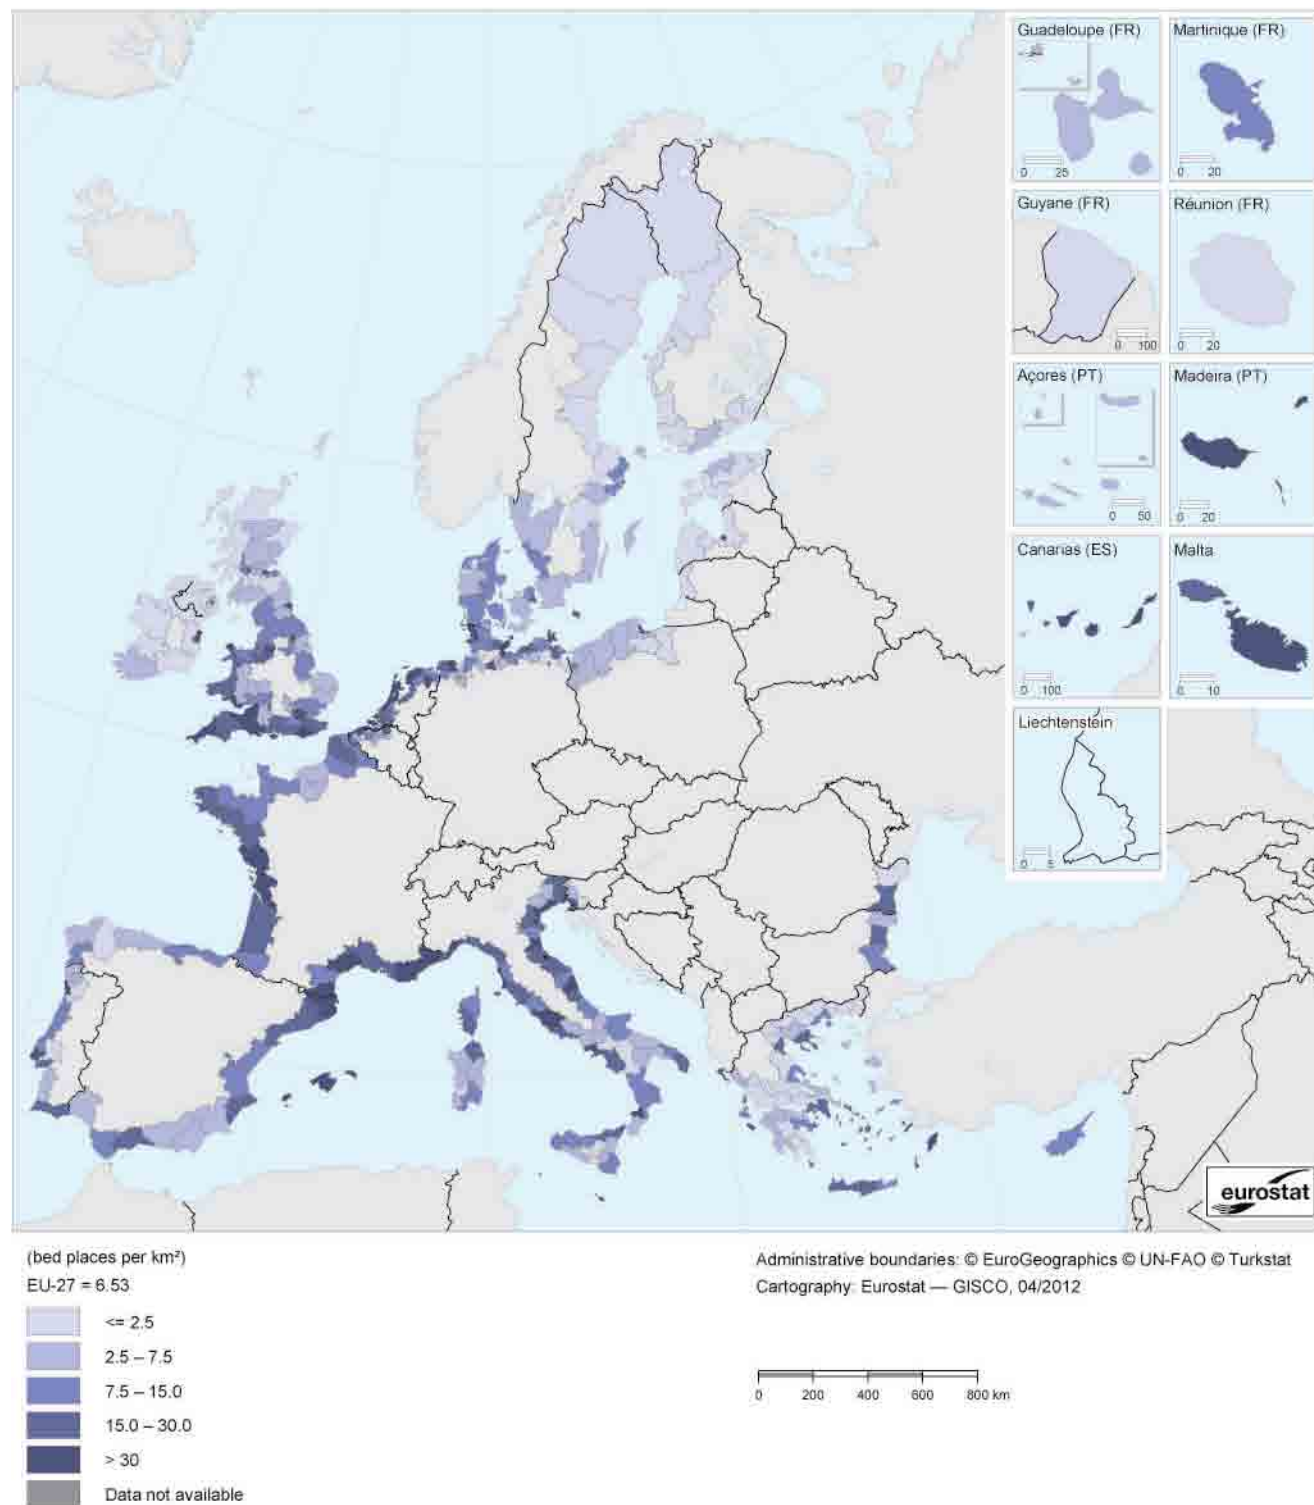 Guadeloupe (FR)
0 25
Martinique (FR)
0 20
Guyane (FR)
0 100
Réunion (FR)
0 20
Açores (PT)
0 50
Madeira (PT)
0 20
Canarias (ES)
0 100
Malta
0 10
Liechtenstein
0 5
eurostat
(bed places per km²)
EU-27 = 6.53
<= 2.5
2.5 – 7.5
7.5 – 15.0
15.0 – 30.0
> 30
Data not available
Administrative boundaries: © EuroGeographics © UN-FAO © Turkstat
Cartography: Eurostat — GISCO, 04/2012
0 200 400 600 800 km